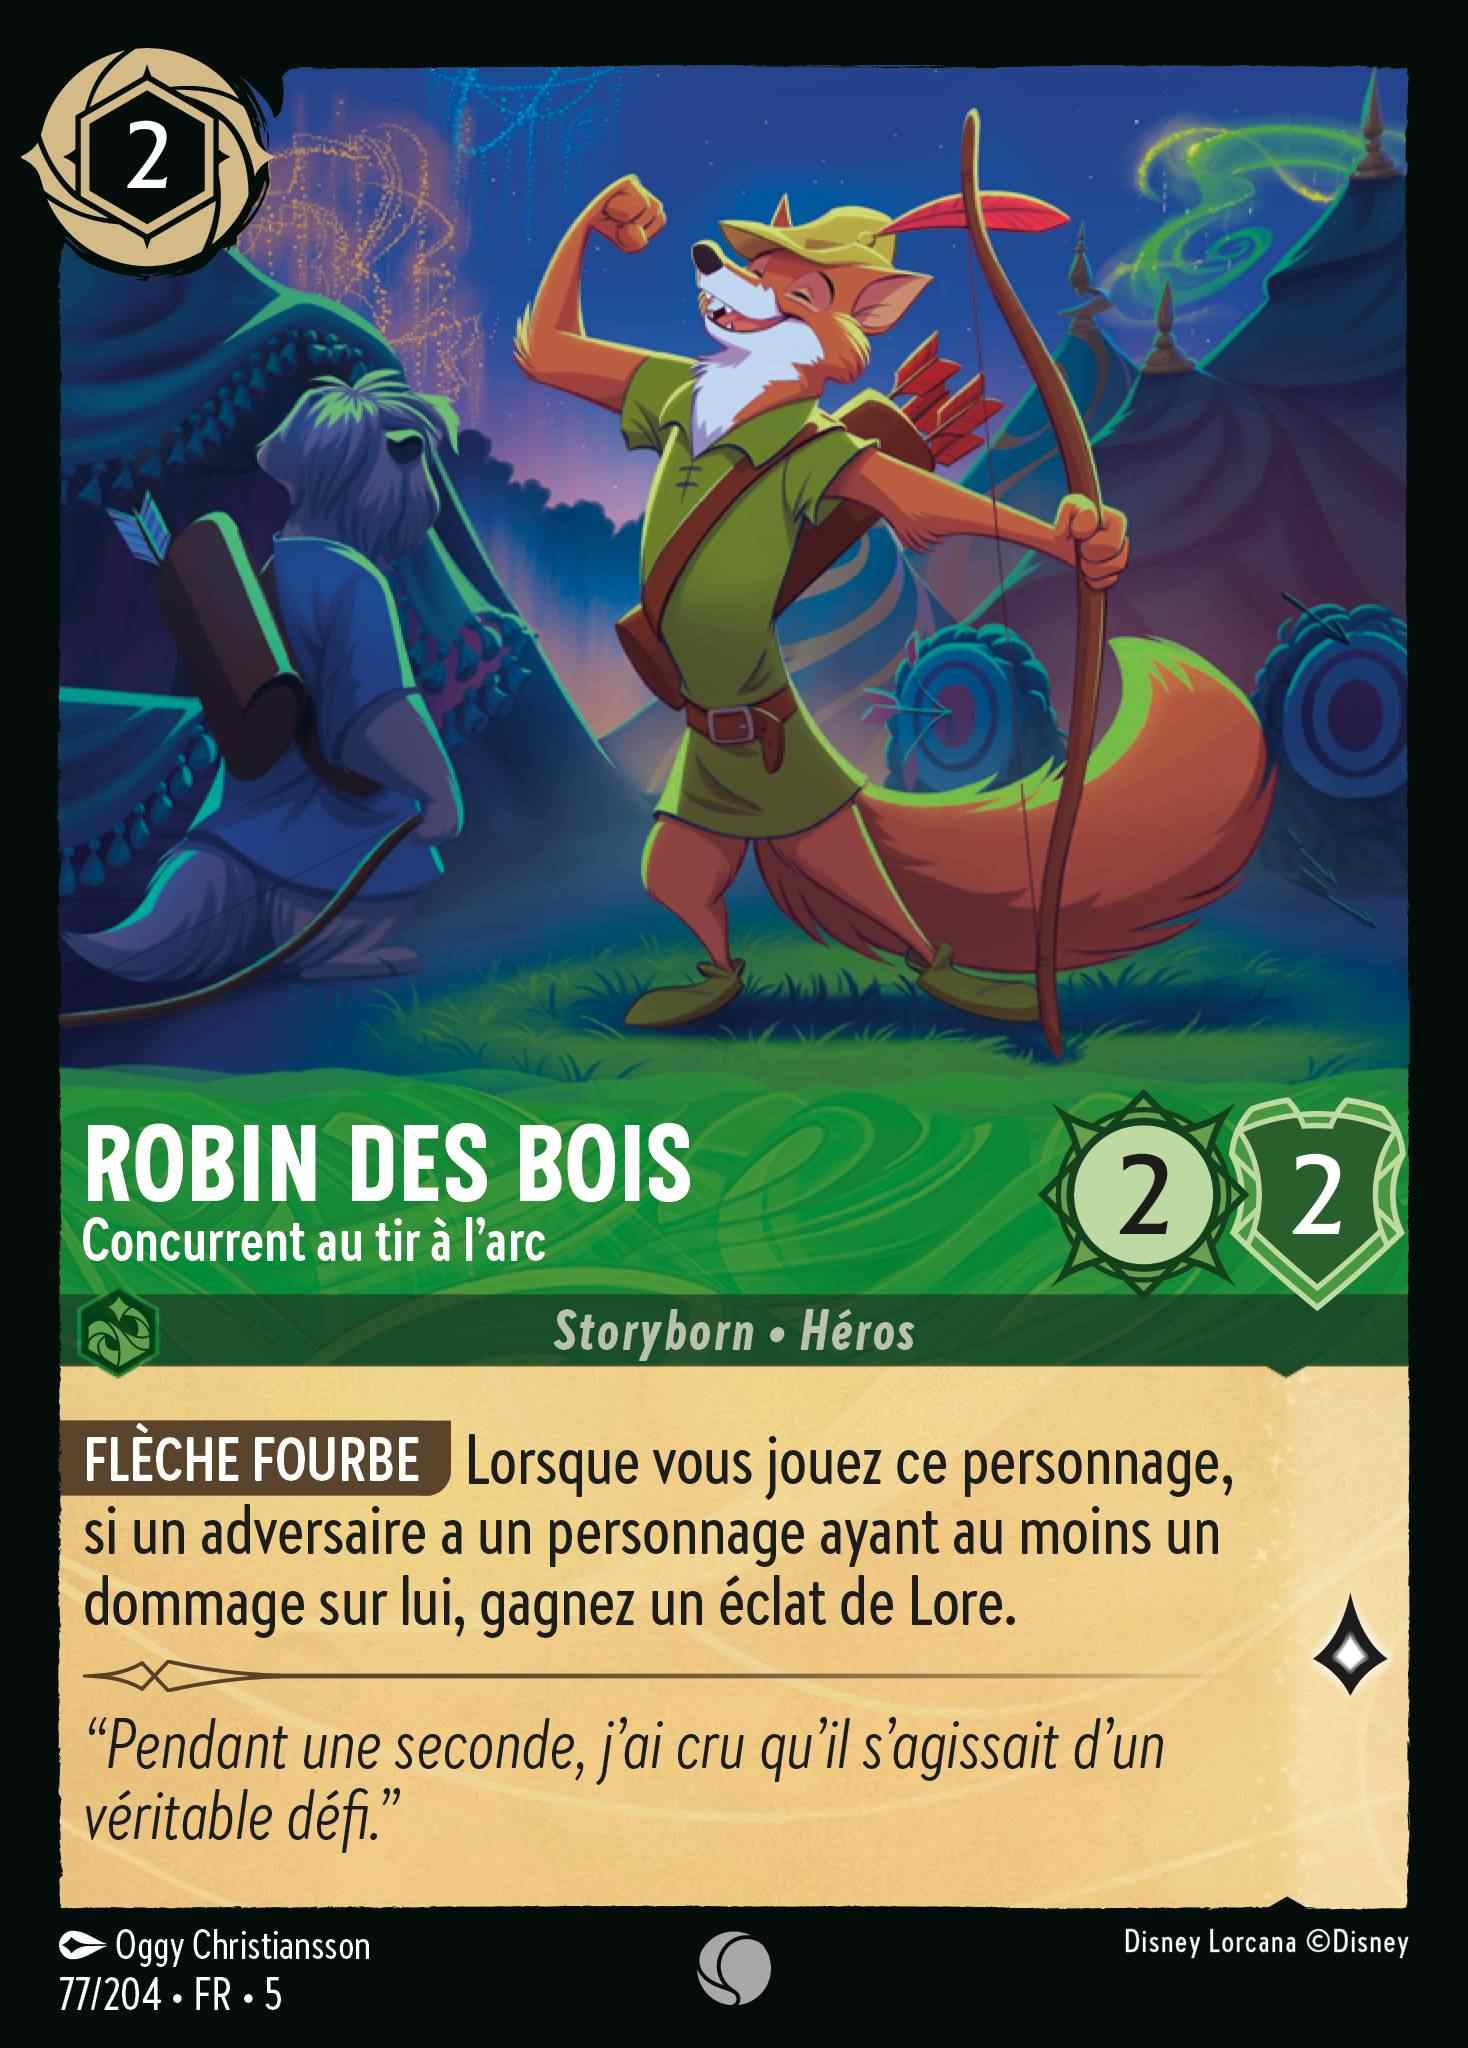 2
ROBIN DES BOIS
Concurrent au tir à l’arc
2
2
Storyborn • Héros
FLÈCHE FOURBE Lorsque vous jouez ce personnage,
si un adversaire a un personnage ayant au moins un
dommage sur lui, gagnez un éclat de Lore.
“Pendant une seconde, j’ai cru qu’il s’agissait d’un
véritable défi.”
Oggy Christiansson
Disney Lorcana ©Disney
77/204 • FR • 5